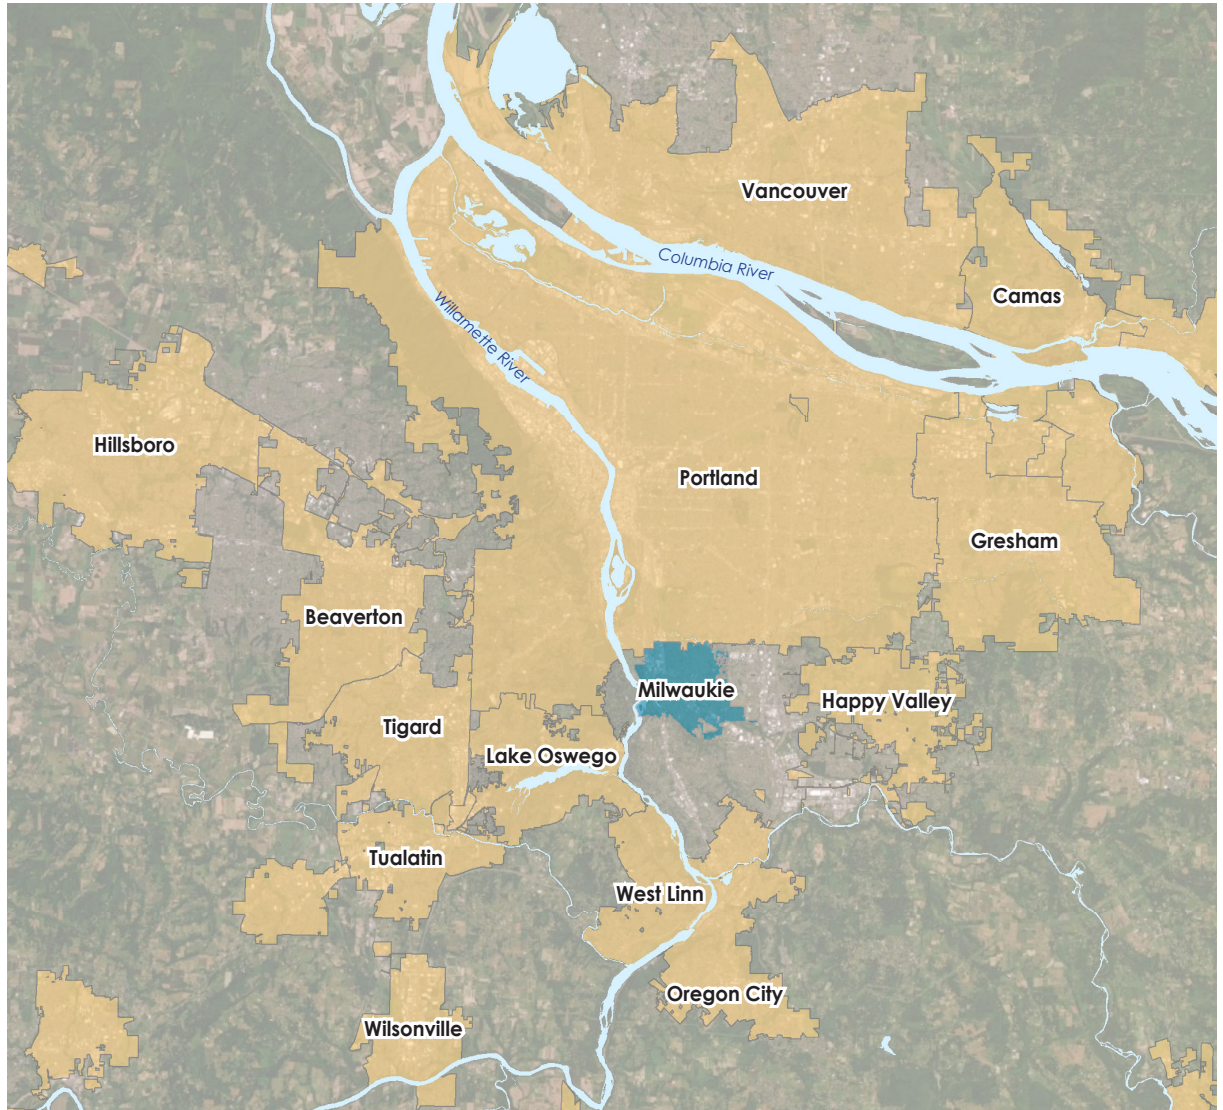 Vancouver
Columbia River
Camas
Willamette River
Hillsboro
Portland
Gresham
Beaverton
Milwaukie
Happy Valley
Tigard
Lake Oswego
Tualatin
West Linn
Oregon City
Wilsonville